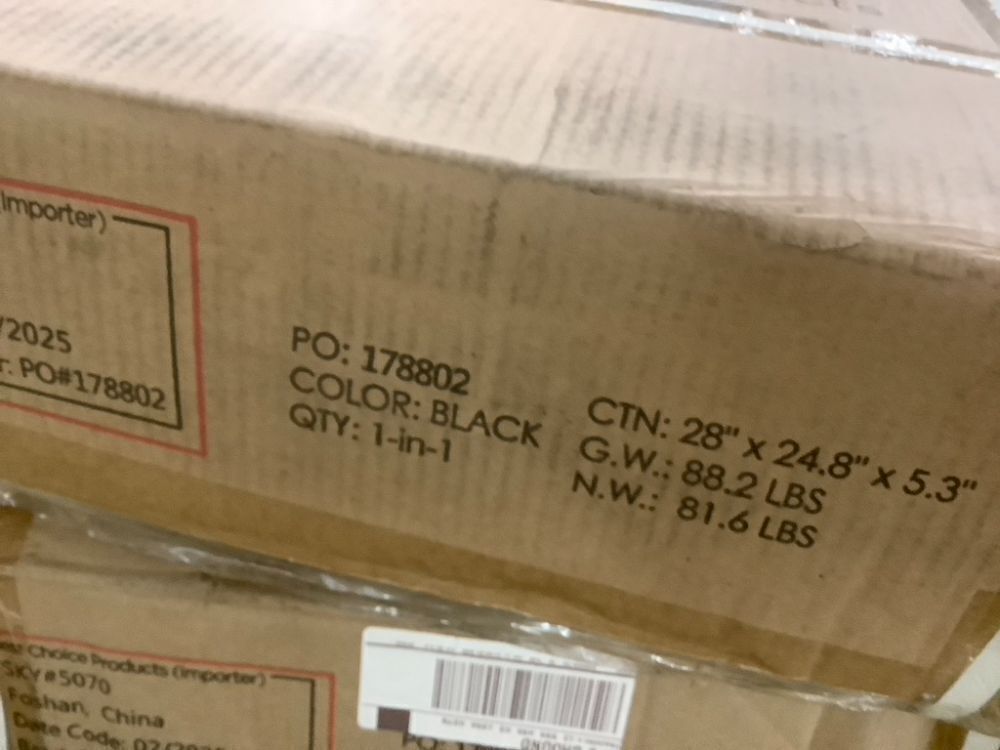 (Importer)
/2025
r: PO#178802
PO: 178802
COLOR: BLACK
QTY: 1-in-1
CTN: 28" x 24.8" x 5.3"
G.W.: 88.2 LBS
N.W.: 81.6 LBS
Choice Products (Importer)
SKY#5070
Foshan, China
Date Code: 02/202